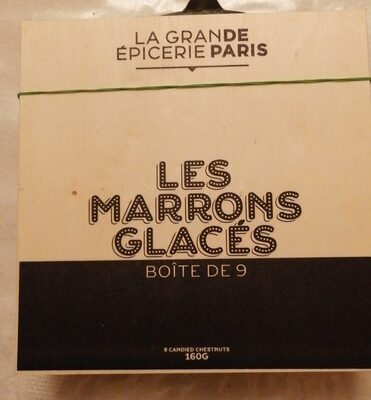 LA GRANDE
ÉPICERIE PARIS
LES
MARRONS
GLACÉS
BOÎTE DE 9
9 CANDIED CHESTNUTS
160G